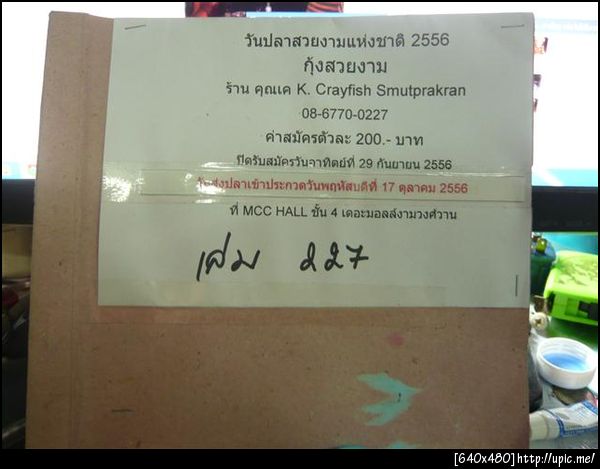 วันปลาสวยงามแห่งชาติ 2556
กุ้งสวยงาม
ร้าน คุณเค K. Crayfish Smutprakran
08-6770-0227
ค่าสมัครตัวละ 200.- บาท
ปิดรับสมัครวันอาทิตย์ที่ 29 กันยายน 2556
วันส่งปลาเข้าประกวดวันพฤหัสบดีที่ 17 ตุลาคม 2556
ที่ MCC HALL ชั้น 4 เดอะมอลล์งามวงศ์วาน
เล่ม 227
[640x480]http://upic.me/